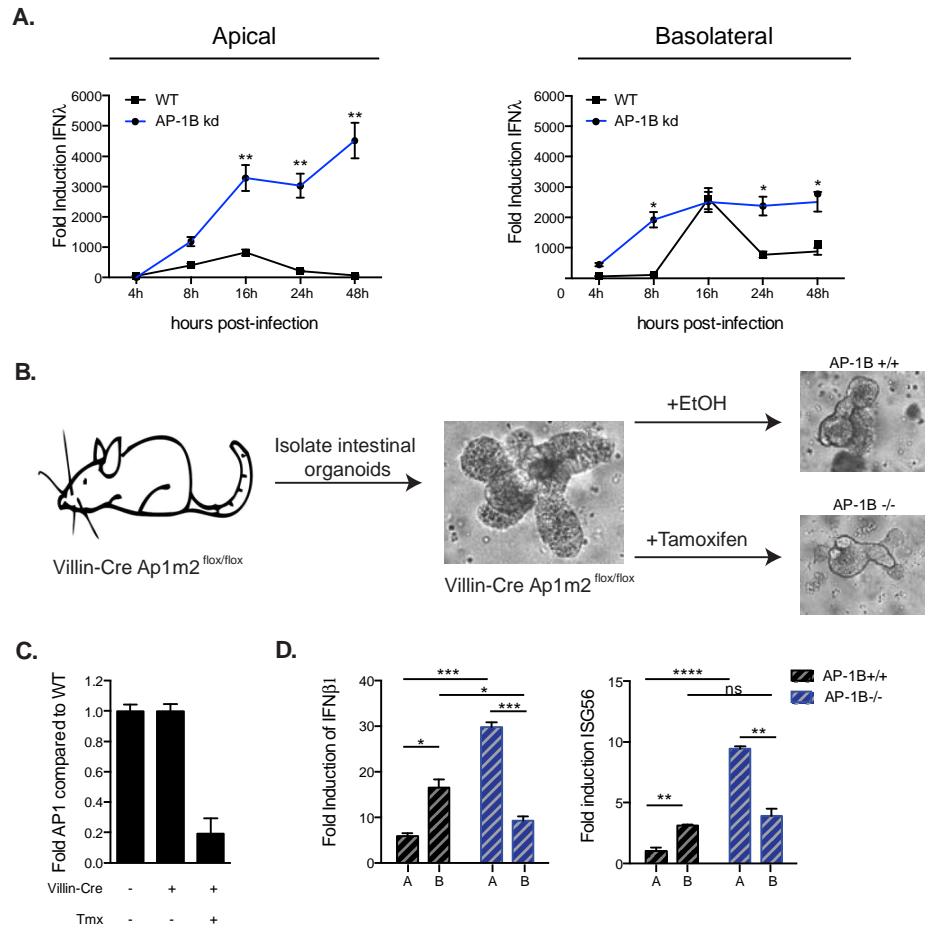 A.
Apical
Basolateral
Fold Induction IFNλ
6000
5000
4000
3000
2000
1000
0
WT
AP-1B kd
**
**
**
4h
8h
16h
24h
48h
hours post-infection
Fold Induction IFNλ
6000
5000
4000
3000
2000
1000
0
WT
AP-1B kd
*
*
*
4h
8h
16h
24h
48h
hours post-infection
B.
Villin-Cre Ap1m2flox/flox
Isolate intestinal
organoids
Villin-Cre Ap1m2flox/flox
+EtOH
+Tamoxifen
AP-1B +/+
AP-1B -/-
C.
Fold AP1 compared to WT
1.2
1.0
0.8
0.6
0.4
0.2
0.0
Villin-Cre - + +
Tmx - - +
D.
Fold Induction of IFNβ1
40
30
20
10
0
***
*
***
*
A B A B
Fold induction ISG56
15
10
5
0
****
ns
**
**
A B A B
AP-1B+/+
AP-1B-/-